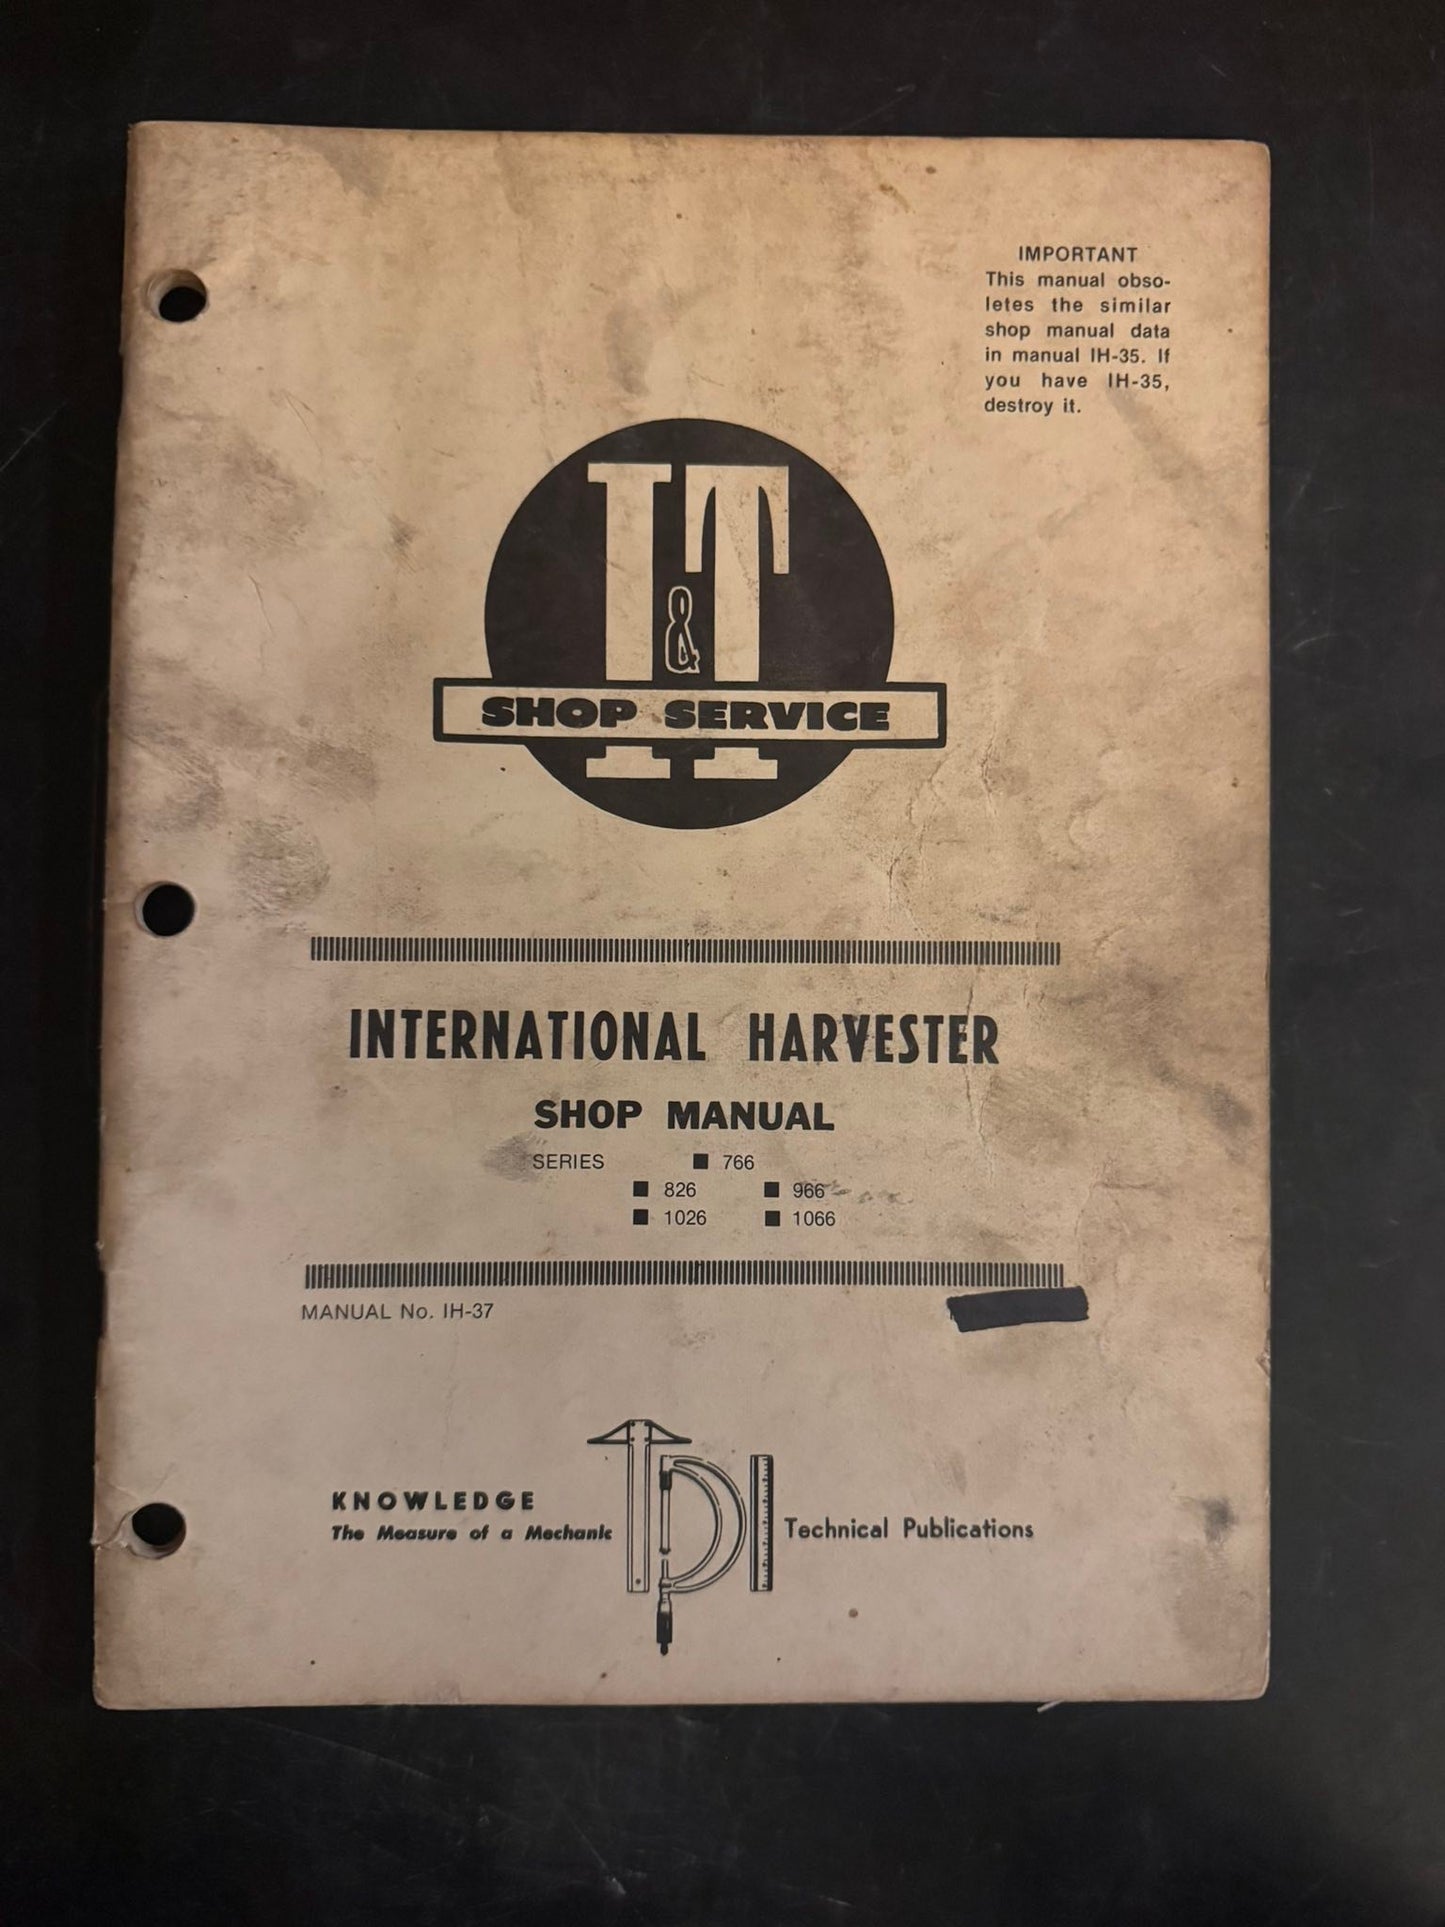 IMPORTANT
This manual obso-
letes the similar
shop manual data
in manual IH-35. If
you have IH-35,
destroy it.
I&T
SHOP SERVICE
INTERNATIONAL HARVESTER
SHOP MANUAL
SERIES ■ 766
■ 826 ■ 966
■ 1026 ■ 1066
MANUAL No. IH-37
KNOWLEDGE
The Measure of a Mechanic
TPI
Technical Publications